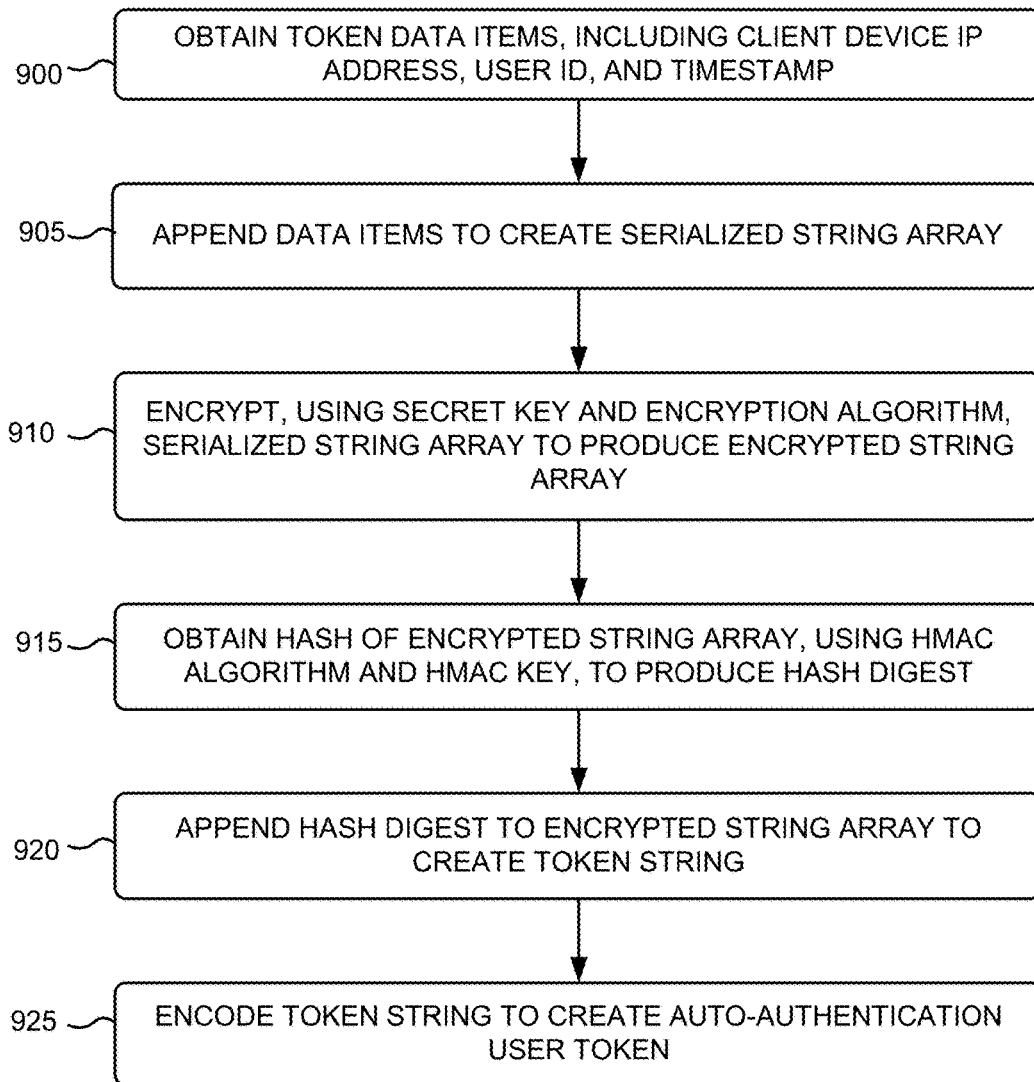 900
OBTAIN TOKEN DATA ITEMS, INCLUDING CLIENT DEVICE IP
ADDRESS, USER ID, AND TIMESTAMP
905
APPEND DATA ITEMS TO CREATE SERIALIZED STRING ARRAY
910
ENCRYPT, USING SECRET KEY AND ENCRYPTION ALGORITHM,
SERIALIZED STRING ARRAY TO PRODUCE ENCRYPTED STRING
ARRAY
915
OBTAIN HASH OF ENCRYPTED STRING ARRAY, USING HMAC
ALGORITHM AND HMAC KEY, TO PRODUCE HASH DIGEST
920
APPEND HASH DIGEST TO ENCRYPTED STRING ARRAY TO
CREATE TOKEN STRING
925
ENCODE TOKEN STRING TO CREATE AUTO-AUTHENTICATION
USER TOKEN